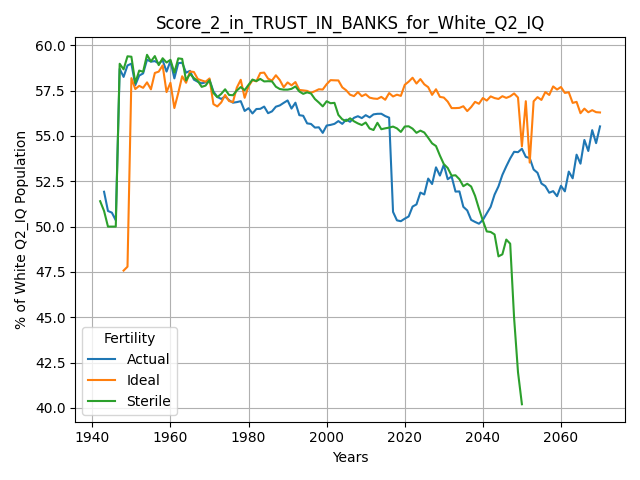 Score_2_in_TRUST_IN_BANKS_for_White_Q2_IQ
% of White Q2_IQ Population
60.0
57.5
55.0
52.5
50.0
47.5
45.0
42.5
40.0
Fertility
Actual
Ideal
Sterile
1940 1960 1980 2000 2020 2040 2060
Years